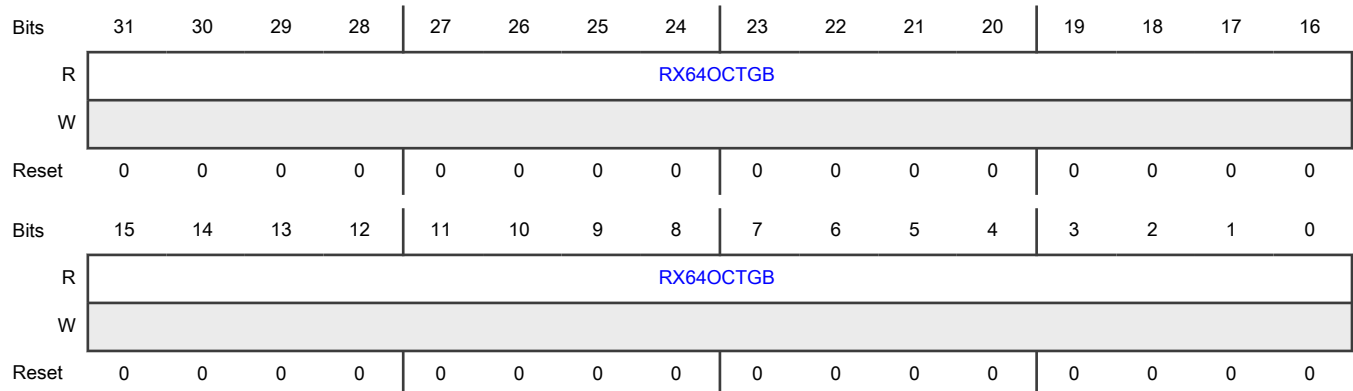 Bits 31 30 29 28 27 26 25 24 23 22 21 20 19 18 17 16
R RX64OCTGB
W
Reset 0 0 0 0 0 0 0 0 0 0 0 0 0 0 0 0
Bits 15 14 13 12 11 10 9 8 7 6 5 4 3 2 1 0
R RX64OCTGB
W
Reset 0 0 0 0 0 0 0 0 0 0 0 0 0 0 0 0